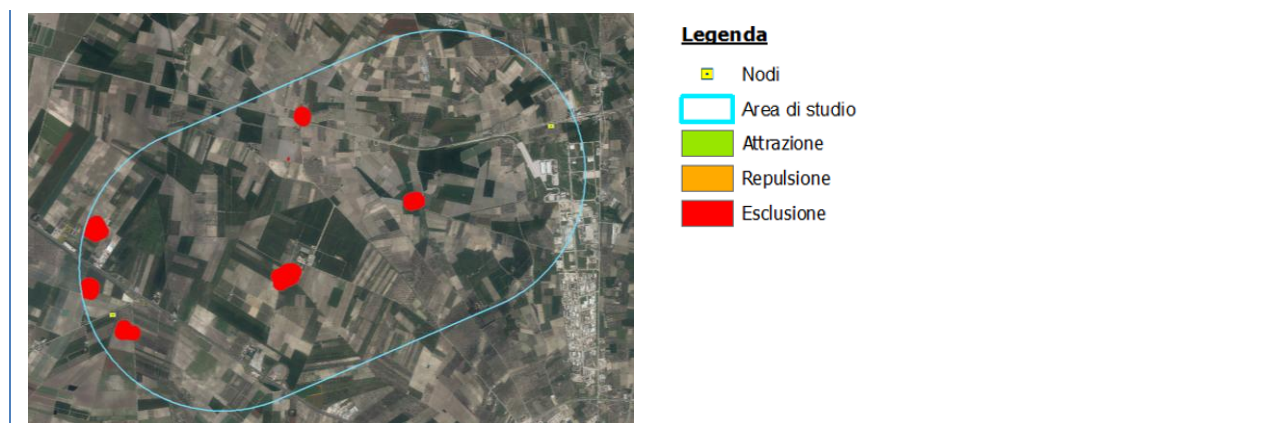 Legenda
Nodi
Area di studio
Attrazione
Repulsione
Esclusione